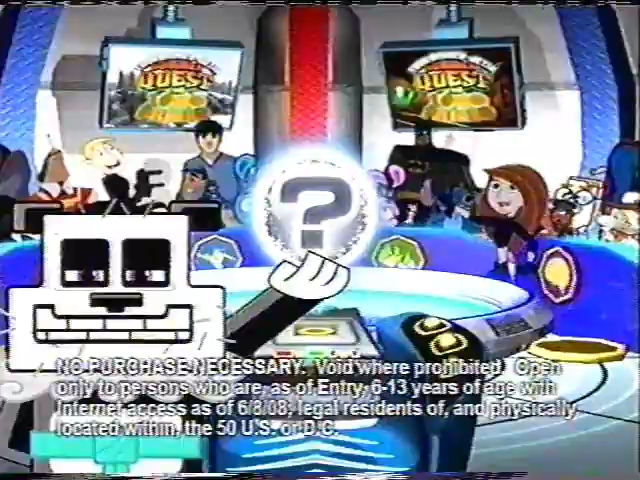 QUEST
QUEST
?
NO PURCHASE NECESSARY. Void where prohibited. Open
only to persons who are, as of Entry, 6-13 years of age with
Internet access as of 6/8/08; legal residents of, and physically
located within, the 50 U.S. or D.C.